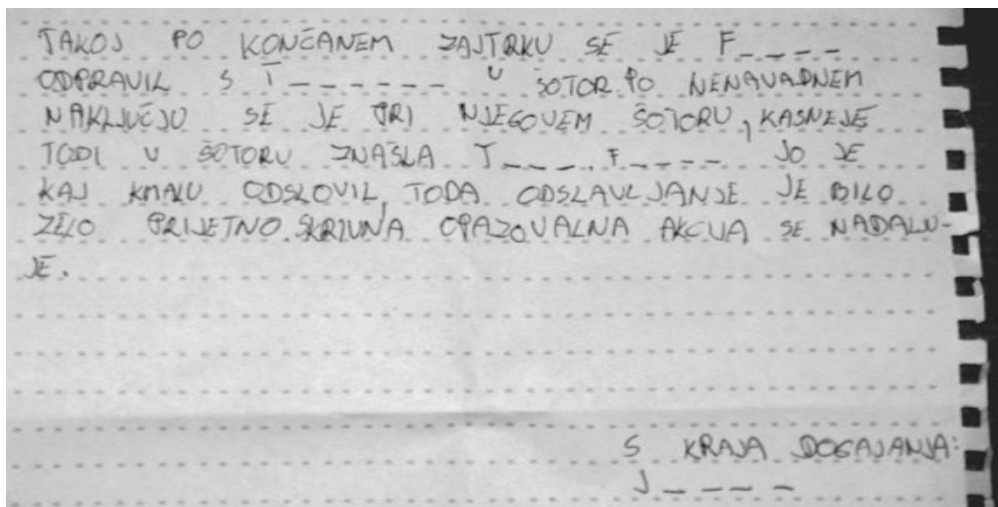 TAKOJ PO KONČANEM ZAJTRKU SE JE F____
ODPRAVIL S T______ V ŠOTOR. PO NENAVADNEM
NAKLJUČJU SE JE PRI NJEGOVEM ŠOTORU, KASNEJE
TUDI V ŠOTORU ZNAŠLA T____. F____ JO JE
KAJ KMALU ODSLOVIL, TODA ODSLAVLJANJE JE BILO
ZELO PRIJETNO. SKRIVNA OPAZOVALNA AKCIJA SE NADALJU-
JE.
S KRAJA DOGAJANJA:
J____